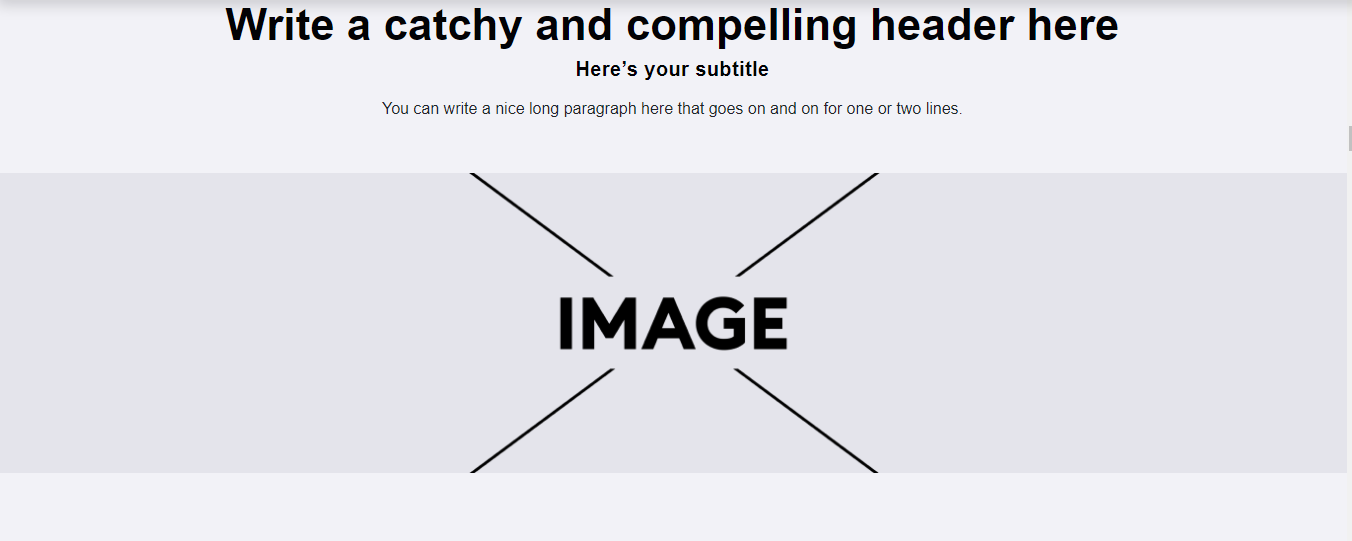 Write a catchy and compelling header here
Here’s your subtitle
You can write a nice long paragraph here that goes on and on for one or two lines.
IMAGE